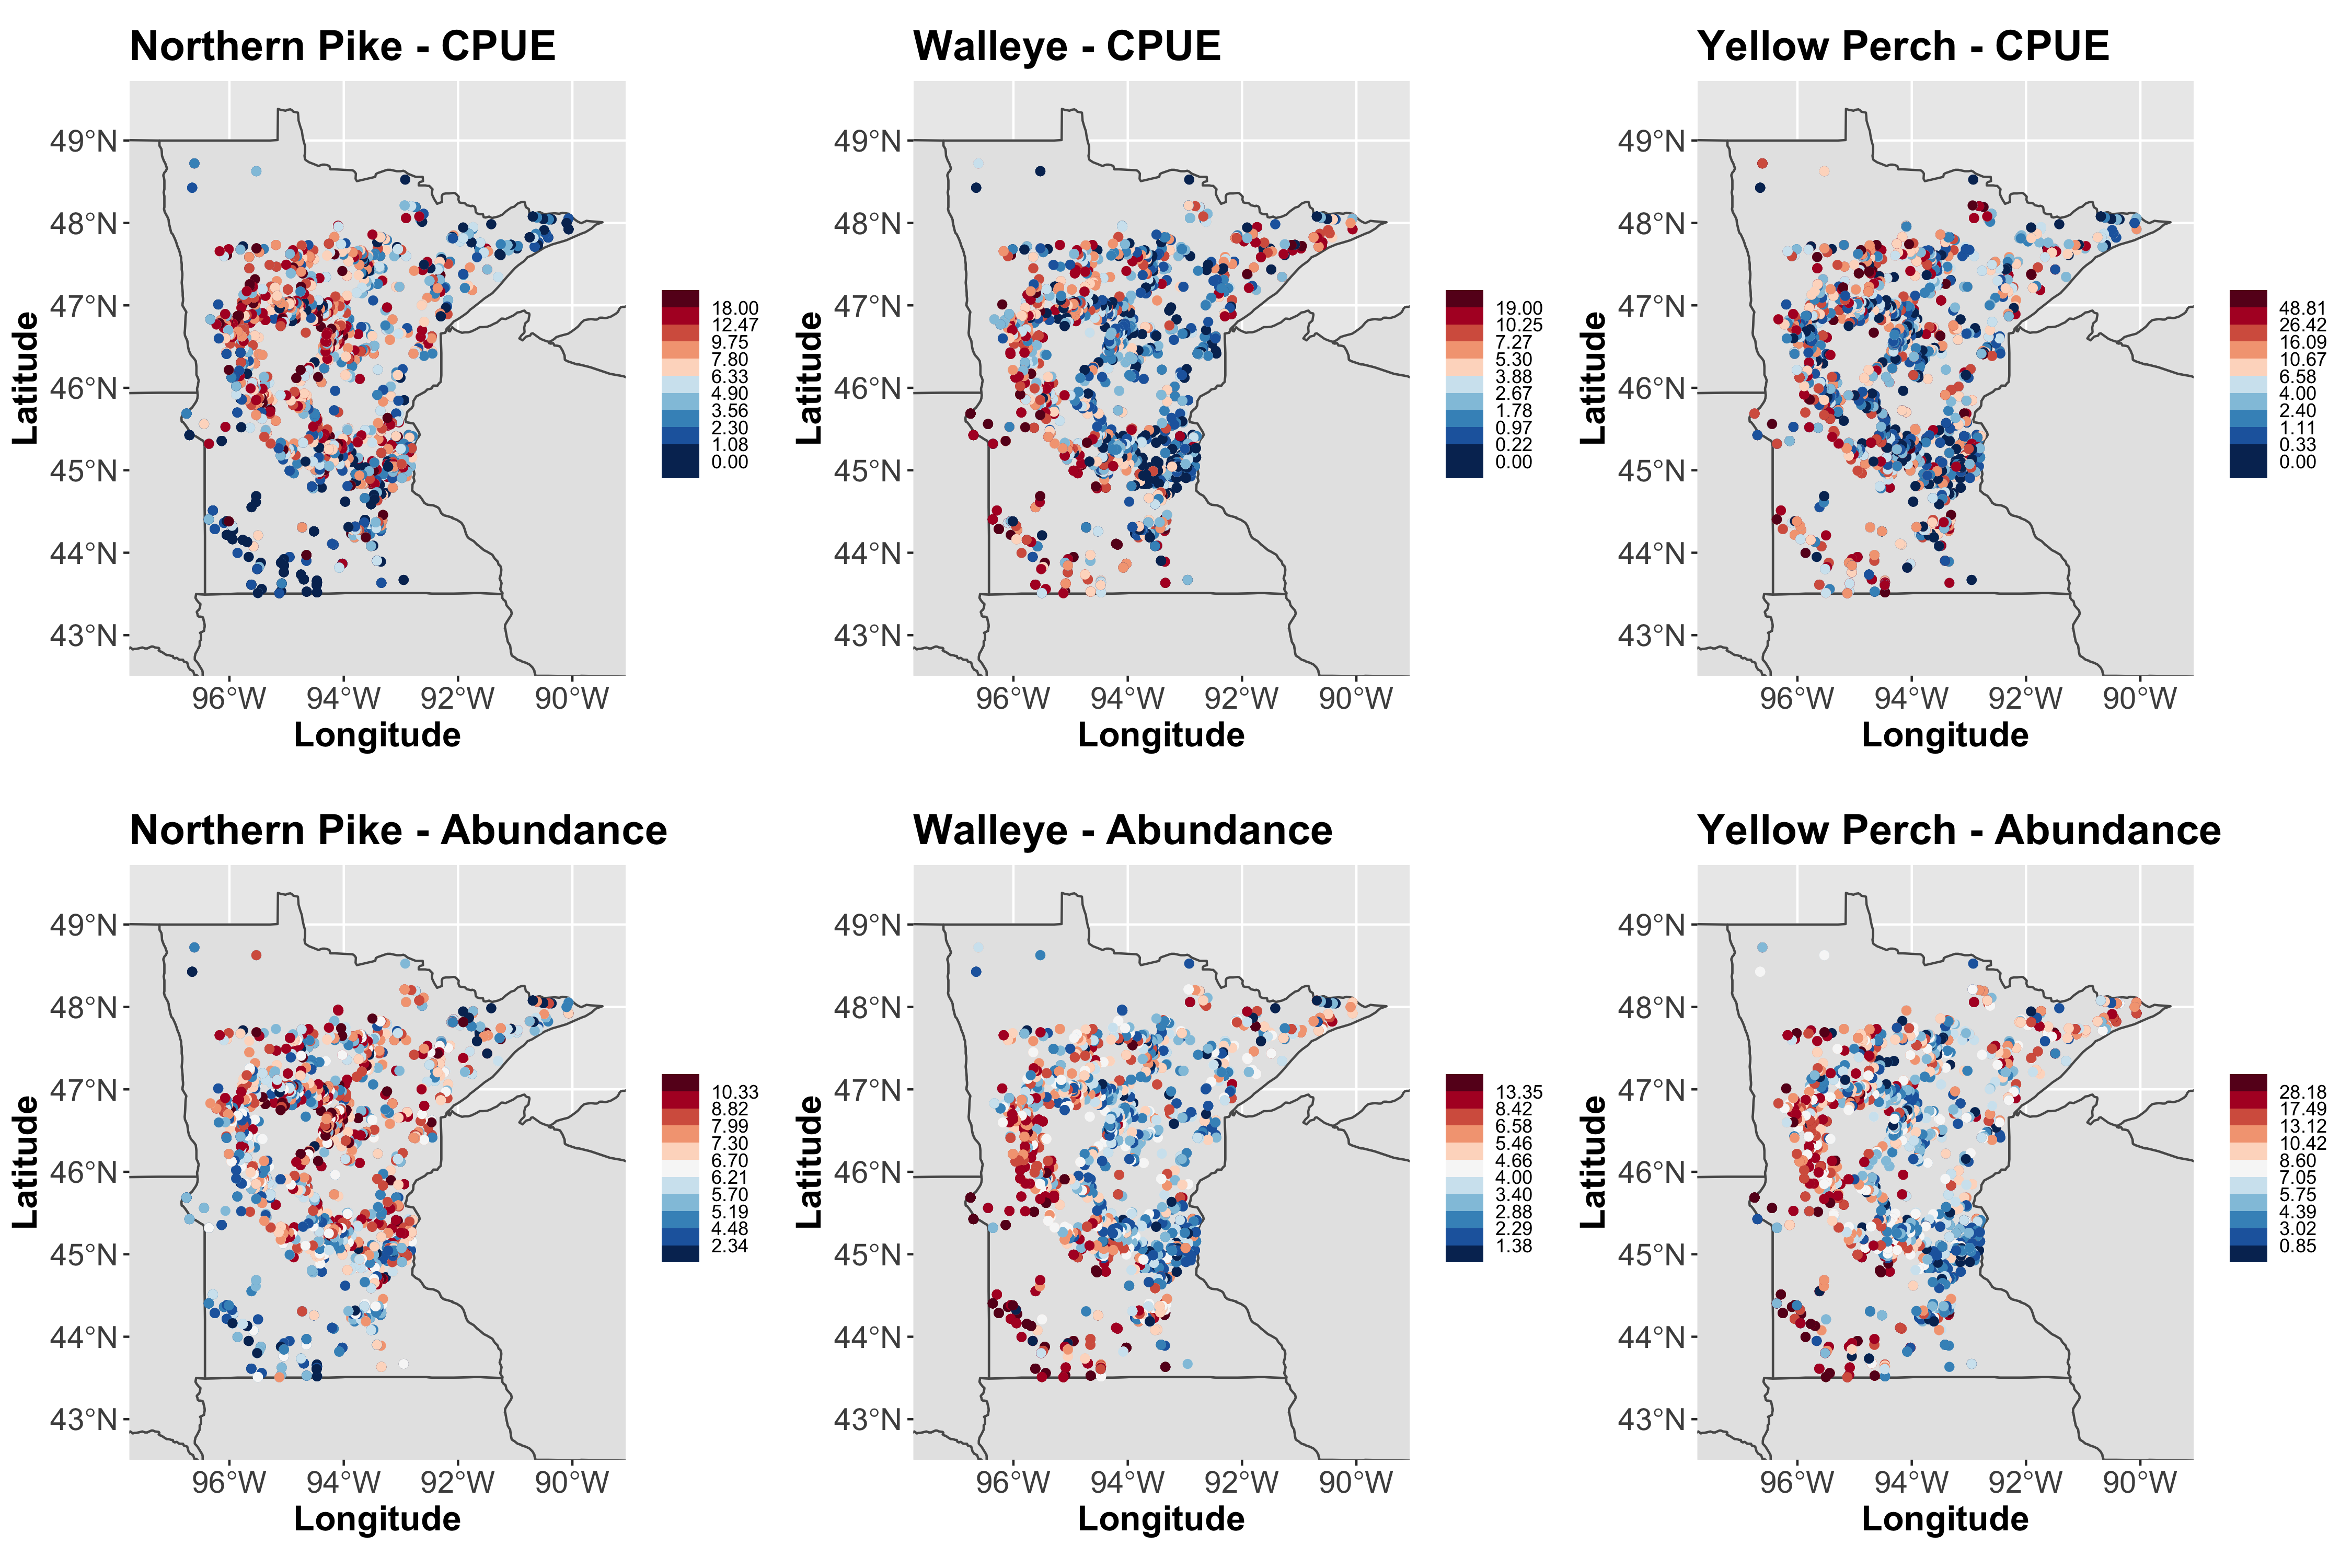 Northern Pike - CPUE
Walleye - CPUE
Yellow Perch - CPUE
Latitude
49°N
48°N
47°N
46°N
45°N
44°N
43°N
96°W 94°W 92°W 90°W
Longitude
18.00
12.47
9.75
7.80
6.33
4.90
3.56
2.30
1.08
0.00
Latitude
49°N
48°N
47°N
46°N
45°N
44°N
43°N
96°W 94°W 92°W 90°W
Longitude
19.00
10.25
7.27
5.30
3.88
2.67
1.78
0.97
0.22
0.00
Latitude
49°N
48°N
47°N
46°N
45°N
44°N
43°N
96°W 94°W 92°W 90°W
Longitude
48.81
26.42
16.09
10.67
6.58
4.00
2.40
1.11
0.33
0.00
Northern Pike - Abundance
Walleye - Abundance
Yellow Perch - Abundance
Latitude
49°N
48°N
47°N
46°N
45°N
44°N
43°N
96°W 94°W 92°W 90°W
Longitude
10.33
8.82
7.99
7.30
6.70
6.21
5.70
5.19
4.48
2.34
Latitude
49°N
48°N
47°N
46°N
45°N
44°N
43°N
96°W 94°W 92°W 90°W
Longitude
13.35
8.42
6.58
5.46
4.66
4.00
3.40
2.88
2.29
1.38
Latitude
49°N
48°N
47°N
46°N
45°N
44°N
43°N
96°W 94°W 92°W 90°W
Longitude
28.18
17.49
13.12
10.42
8.60
7.05
5.75
4.39
3.02
0.85